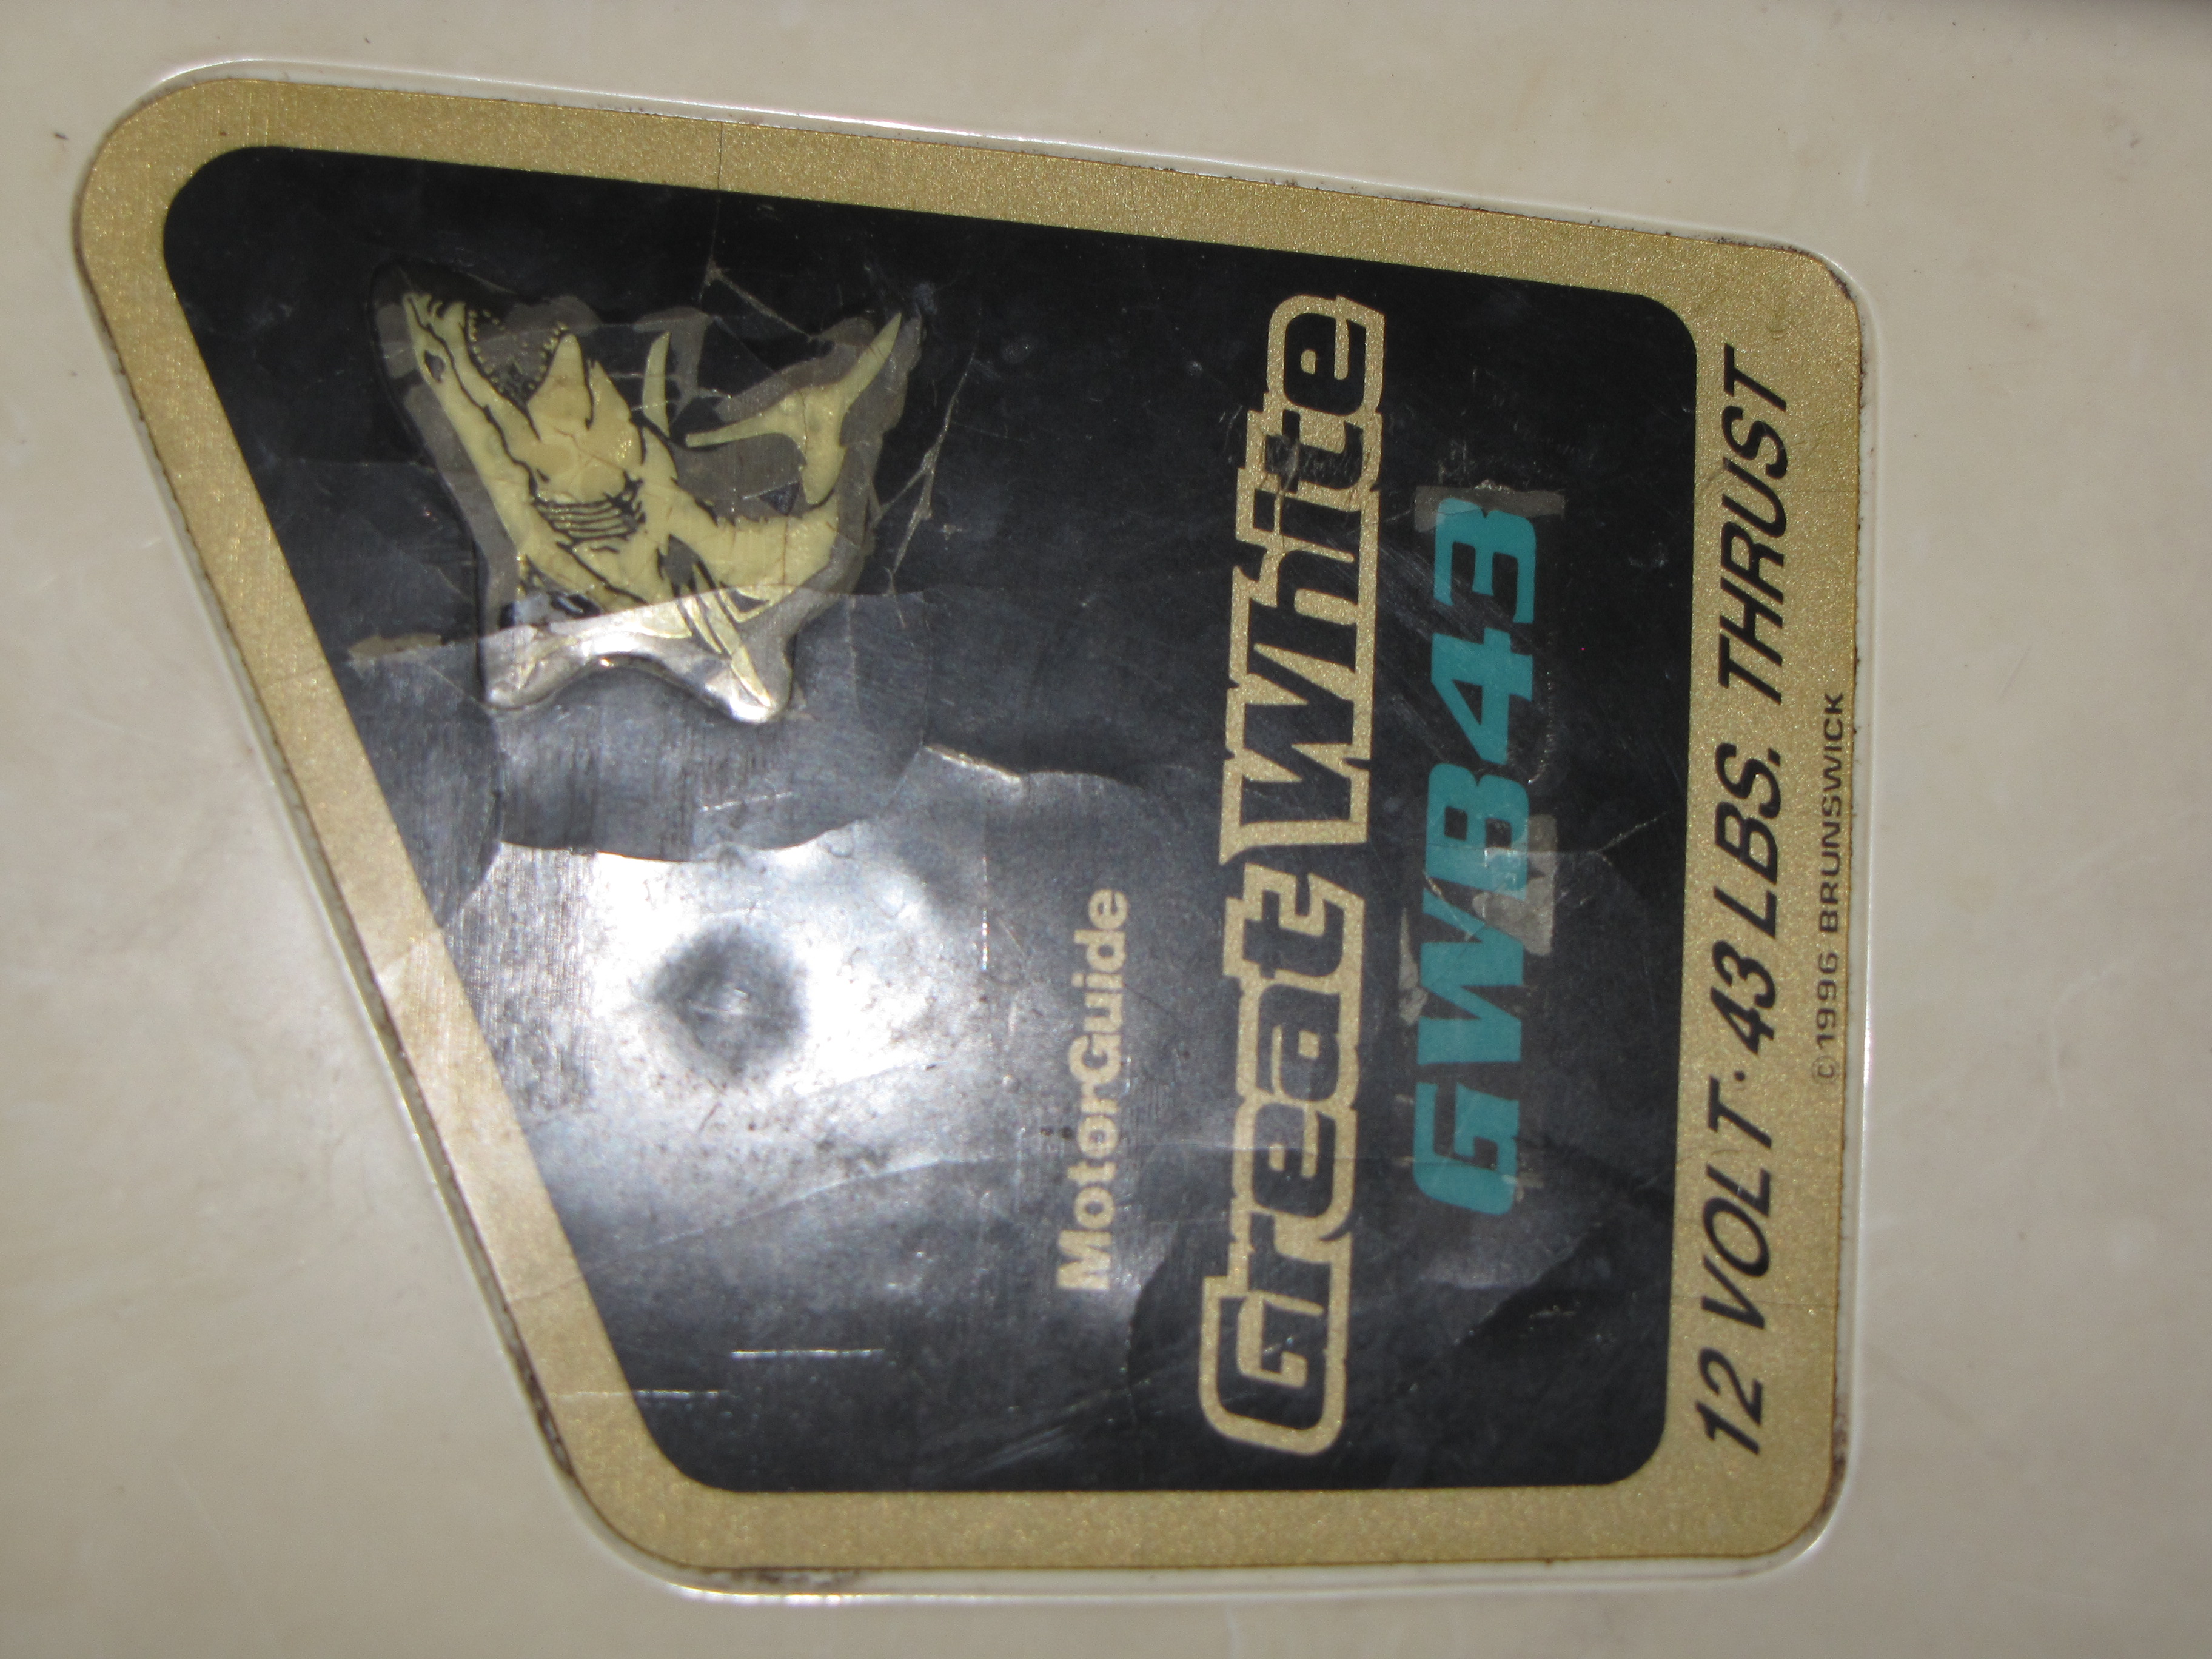 MotorGuide
Great White
GWB43
12 VOLT · 43 LBS. THRUST
©1996 BRUNSWICK